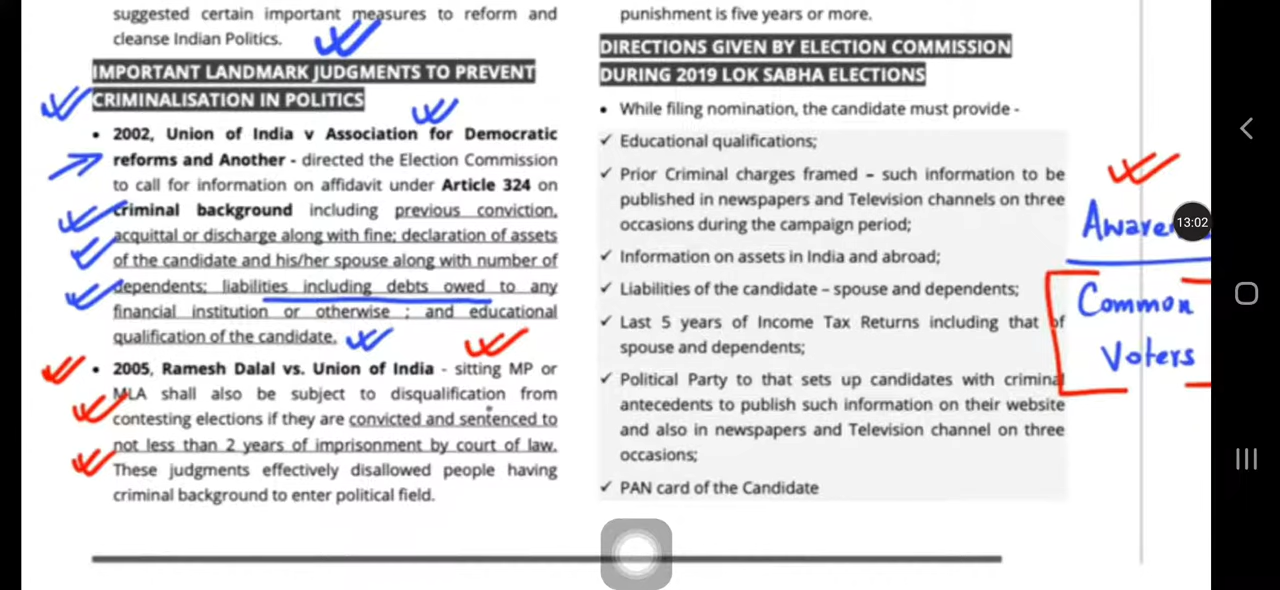 suggested certain important measures to reform and
cleanse Indian Politics.
IMPORTANT LANDMARK JUDGMENTS TO PREVENT
CRIMINALISATION IN POLITICS
• 2002, Union of India v Association for Democratic
reforms and Another - directed the Election Commission
to call for information on affidavit under Article 324 on
criminal background including previous conviction,
acquittal or discharge along with fine; declaration of assets
of the candidate and his/her spouse along with number of
dependents; liabilities including debts owed to any
financial institution or otherwise ; and educational
qualification of the candidate.
• 2005, Ramesh Dalal vs. Union of India - sitting MP or
MLA shall also be subject to disqualification from
contesting elections if they are convicted and sentenced to
not less than 2 years of imprisonment by court of law.
These judgments effectively disallowed people having
criminal background to enter political field.
punishment is five years or more.
DIRECTIONS GIVEN BY ELECTION COMMISSION
DURING 2019 LOK SABHA ELECTIONS
• While filing nomination, the candidate must provide -
✓ Educational qualifications;
✓ Prior Criminal charges framed – such information to be
published in newspapers and Television channels on three
occasions during the campaign period;
✓ Information on assets in India and abroad;
✓ Liabilities of the candidate – spouse and dependents;
✓ Last 5 years of Income Tax Returns including that of
spouse and dependents;
✓ Political Party to that sets up candidates with criminal
antecedents to publish such information on their website
and also in newspapers and Television channel on three
occasions;
✓ PAN card of the Candidate
13:02
Common
Voters